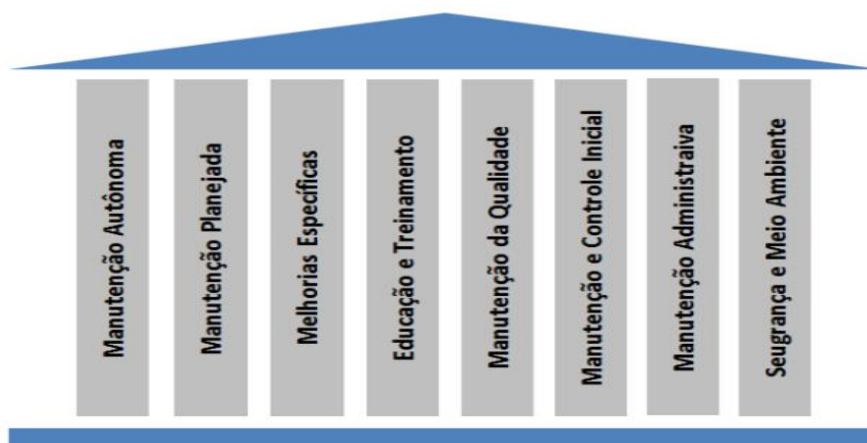 Manutenção Autônoma
Manutenção Planejada
Melhorias Específicas
Educação e Treinamento
Manutenção da Qualidade
Manutenção e Controle Inicial
Manutenção Administraiva
Seugrança e Meio Ambiente